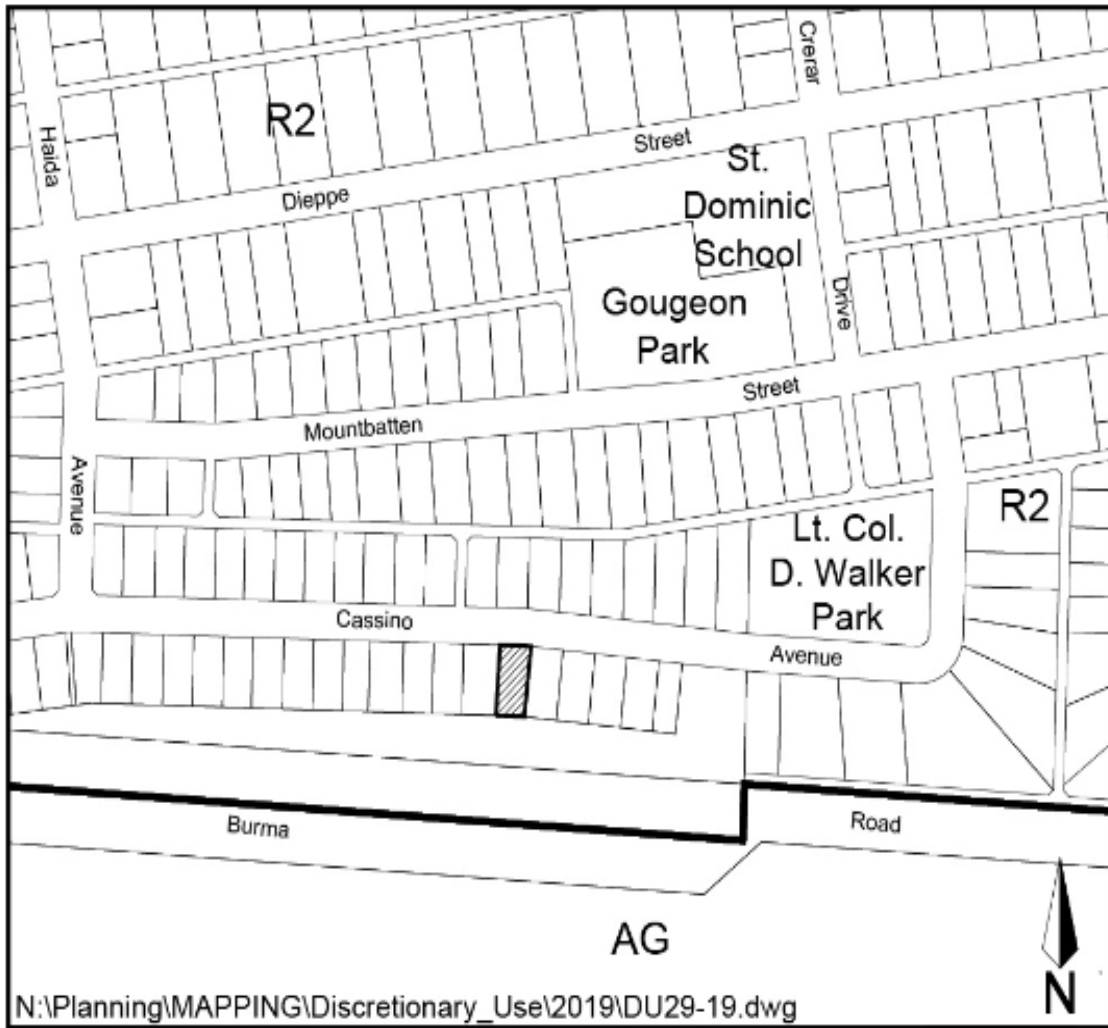 Crerar
R2
Haida
Street
Dieppe
St.
Dominic
School
Gougeon
Park
Drive
Street
Mountbatten
Avenue
R2
Lt. Col.
D. Walker
Park
Cassino
Avenue
Burma
Road
AG
N
N:\Planning\MAPPING\Discretionary_Use\2019\DU29-19.dwg